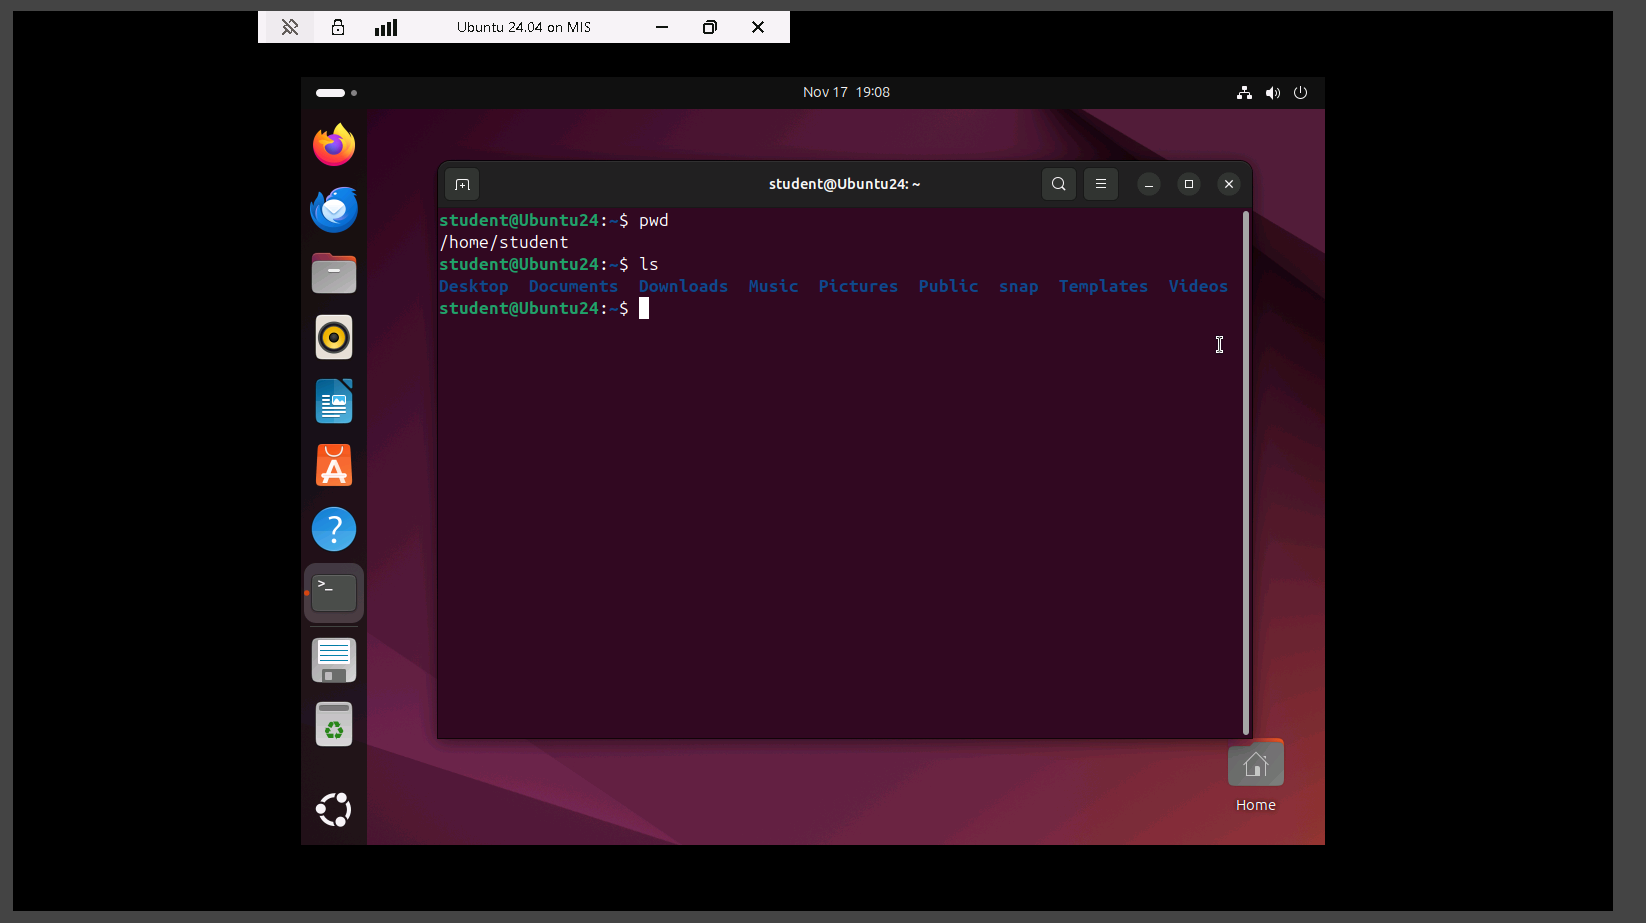 Ubuntu 24.04 on MIS
Nov 17 19:08
student@Ubuntu24: ~
student@Ubuntu24:~$ pwd
/home/student
student@Ubuntu24:~$ ls
Desktop Documents Downloads Music Pictures Public snap Templates Videos
student@Ubuntu24:~$
Home